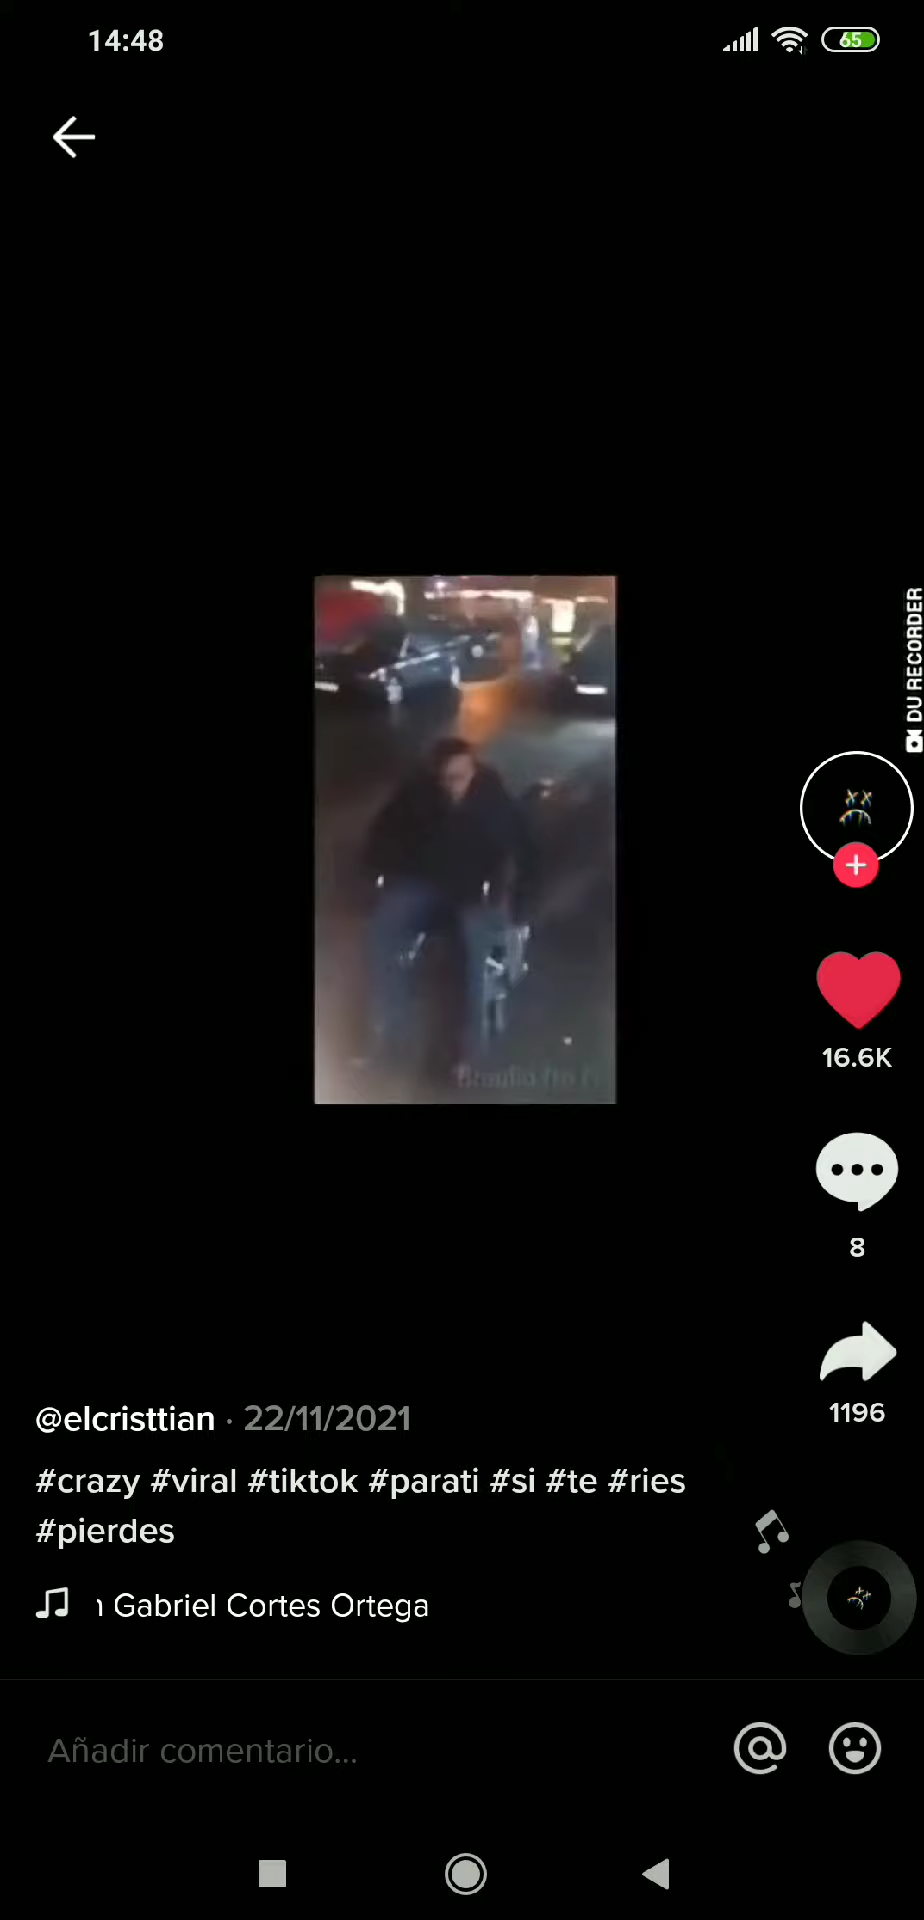 14:48
65
DU RECORDER
16.6K
8
1196
@elcristtian · 22/11/2021
#crazy #viral #tiktok #parati #si #te #ries
#pierdes
Gabriel Cortes Ortega
Añadir comentario...